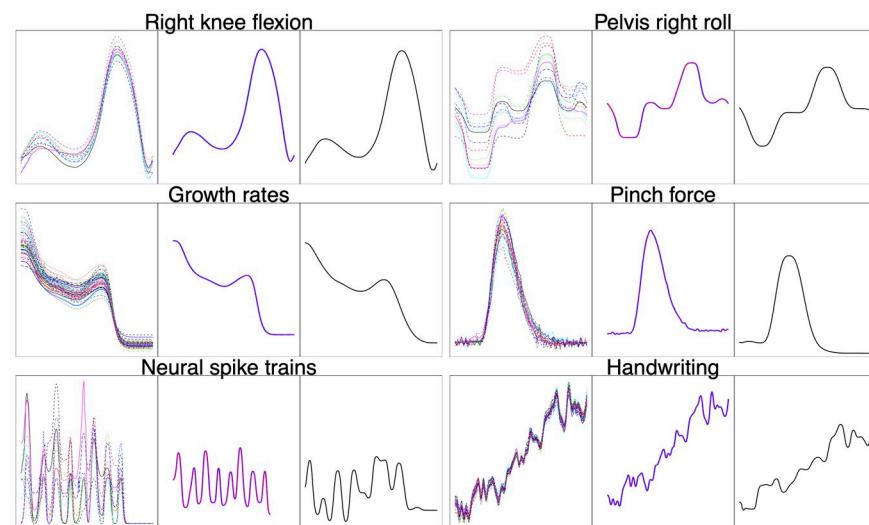 Right knee flexion
Pelvis right roll
Growth rates
Pinch force
Neural spike trains
Handwriting